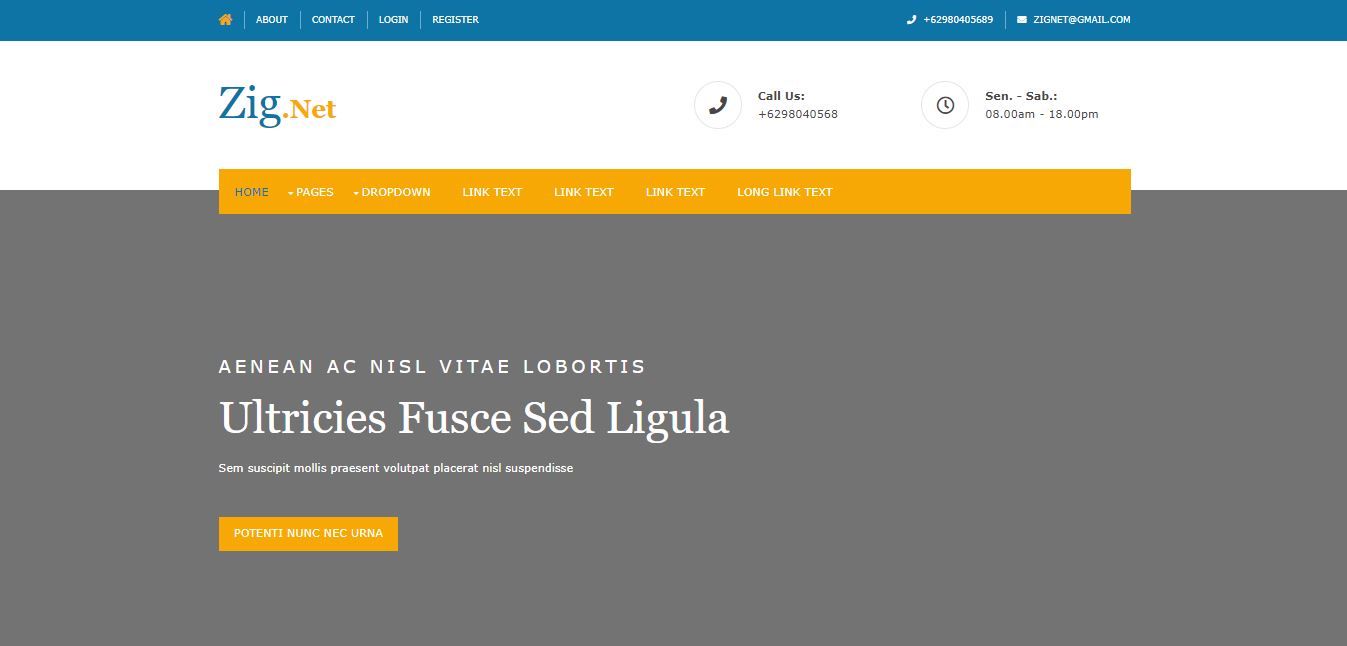 ABOUT CONTACT LOGIN REGISTER +62980405689 ZIGNET@GMAIL.COM
Zig.Net
Call Us:
+6298040568
Sen. - Sab.:
08.00am - 18.00pm
HOME PAGES DROPDOWN LINK TEXT LINK TEXT LINK TEXT LONG LINK TEXT
AENEAN AC NISL VITAE LOBORTIS
Ultricies Fusce Sed Ligula
Sem suscipit mollis praesent volutpat placerat nisl suspendisse
POTENTI NUNC NEC URNA